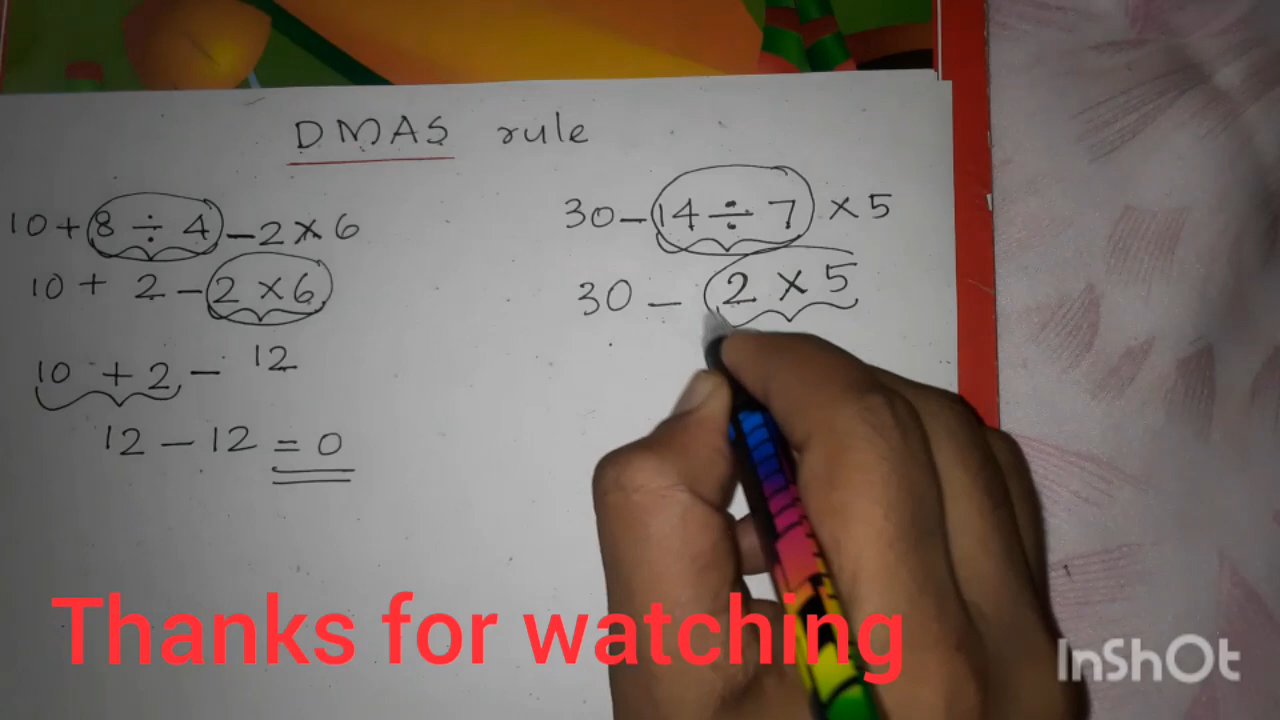 DMAS rule
10 + 8 ÷ 4 – 2 × 6
10 + 2 – 2 × 6
10 + 2 – 12
12 – 12 = 0
30 – 14 ÷ 7 × 5
30 – 2 × 5
Thanks for watching
InShOt